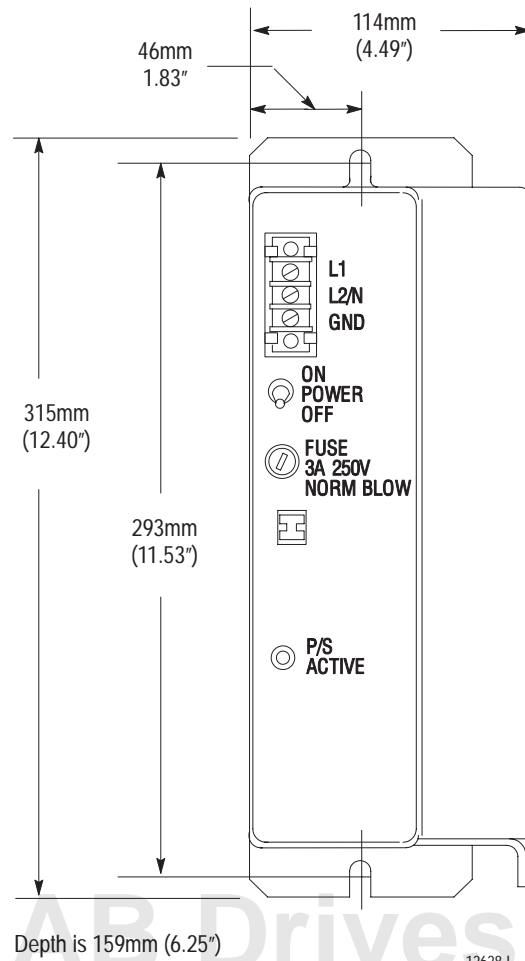 114mm
(4.49″)
46mm
1.83″
L1
L2/N
GND
ON
POWER
OFF
315mm
(12.40″)
FUSE
3A 250V
NORM BLOW
293mm
(11.53″)
P/S
ACTIVE
AB Drives
Depth is 159mm (6.25″)